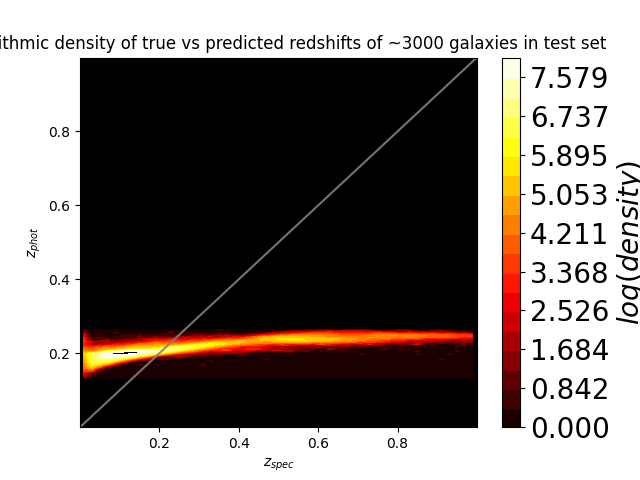 ithmic density of true vs predicted redshifts of ~3000 galaxies in test set
0.8
0.6
0.4
0.2
z_phot
0.2 0.4 0.6 0.8
z_spec
7.579
6.737
5.895
5.053
4.211
3.368
2.526
1.684
0.842
0.000
log(density)